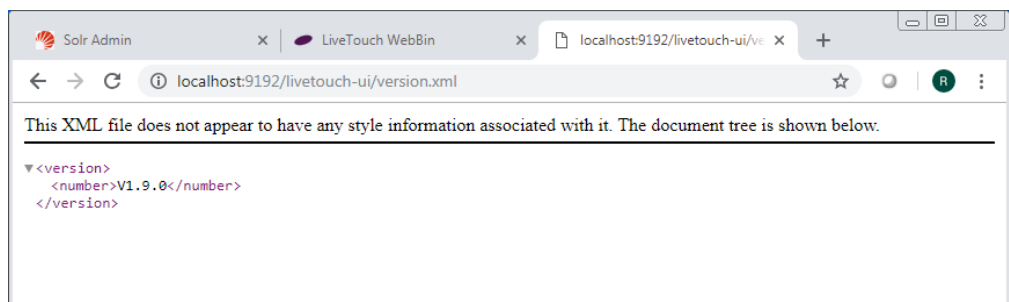 Solr Admin
LiveTouch WebBin
localhost:9192/livetouch-ui/ve
localhost:9192/livetouch-ui/version.xml
R
This XML file does not appear to have any style information associated with it. The document tree is shown below.
<version>
<number>V1.9.0</number>
</version>